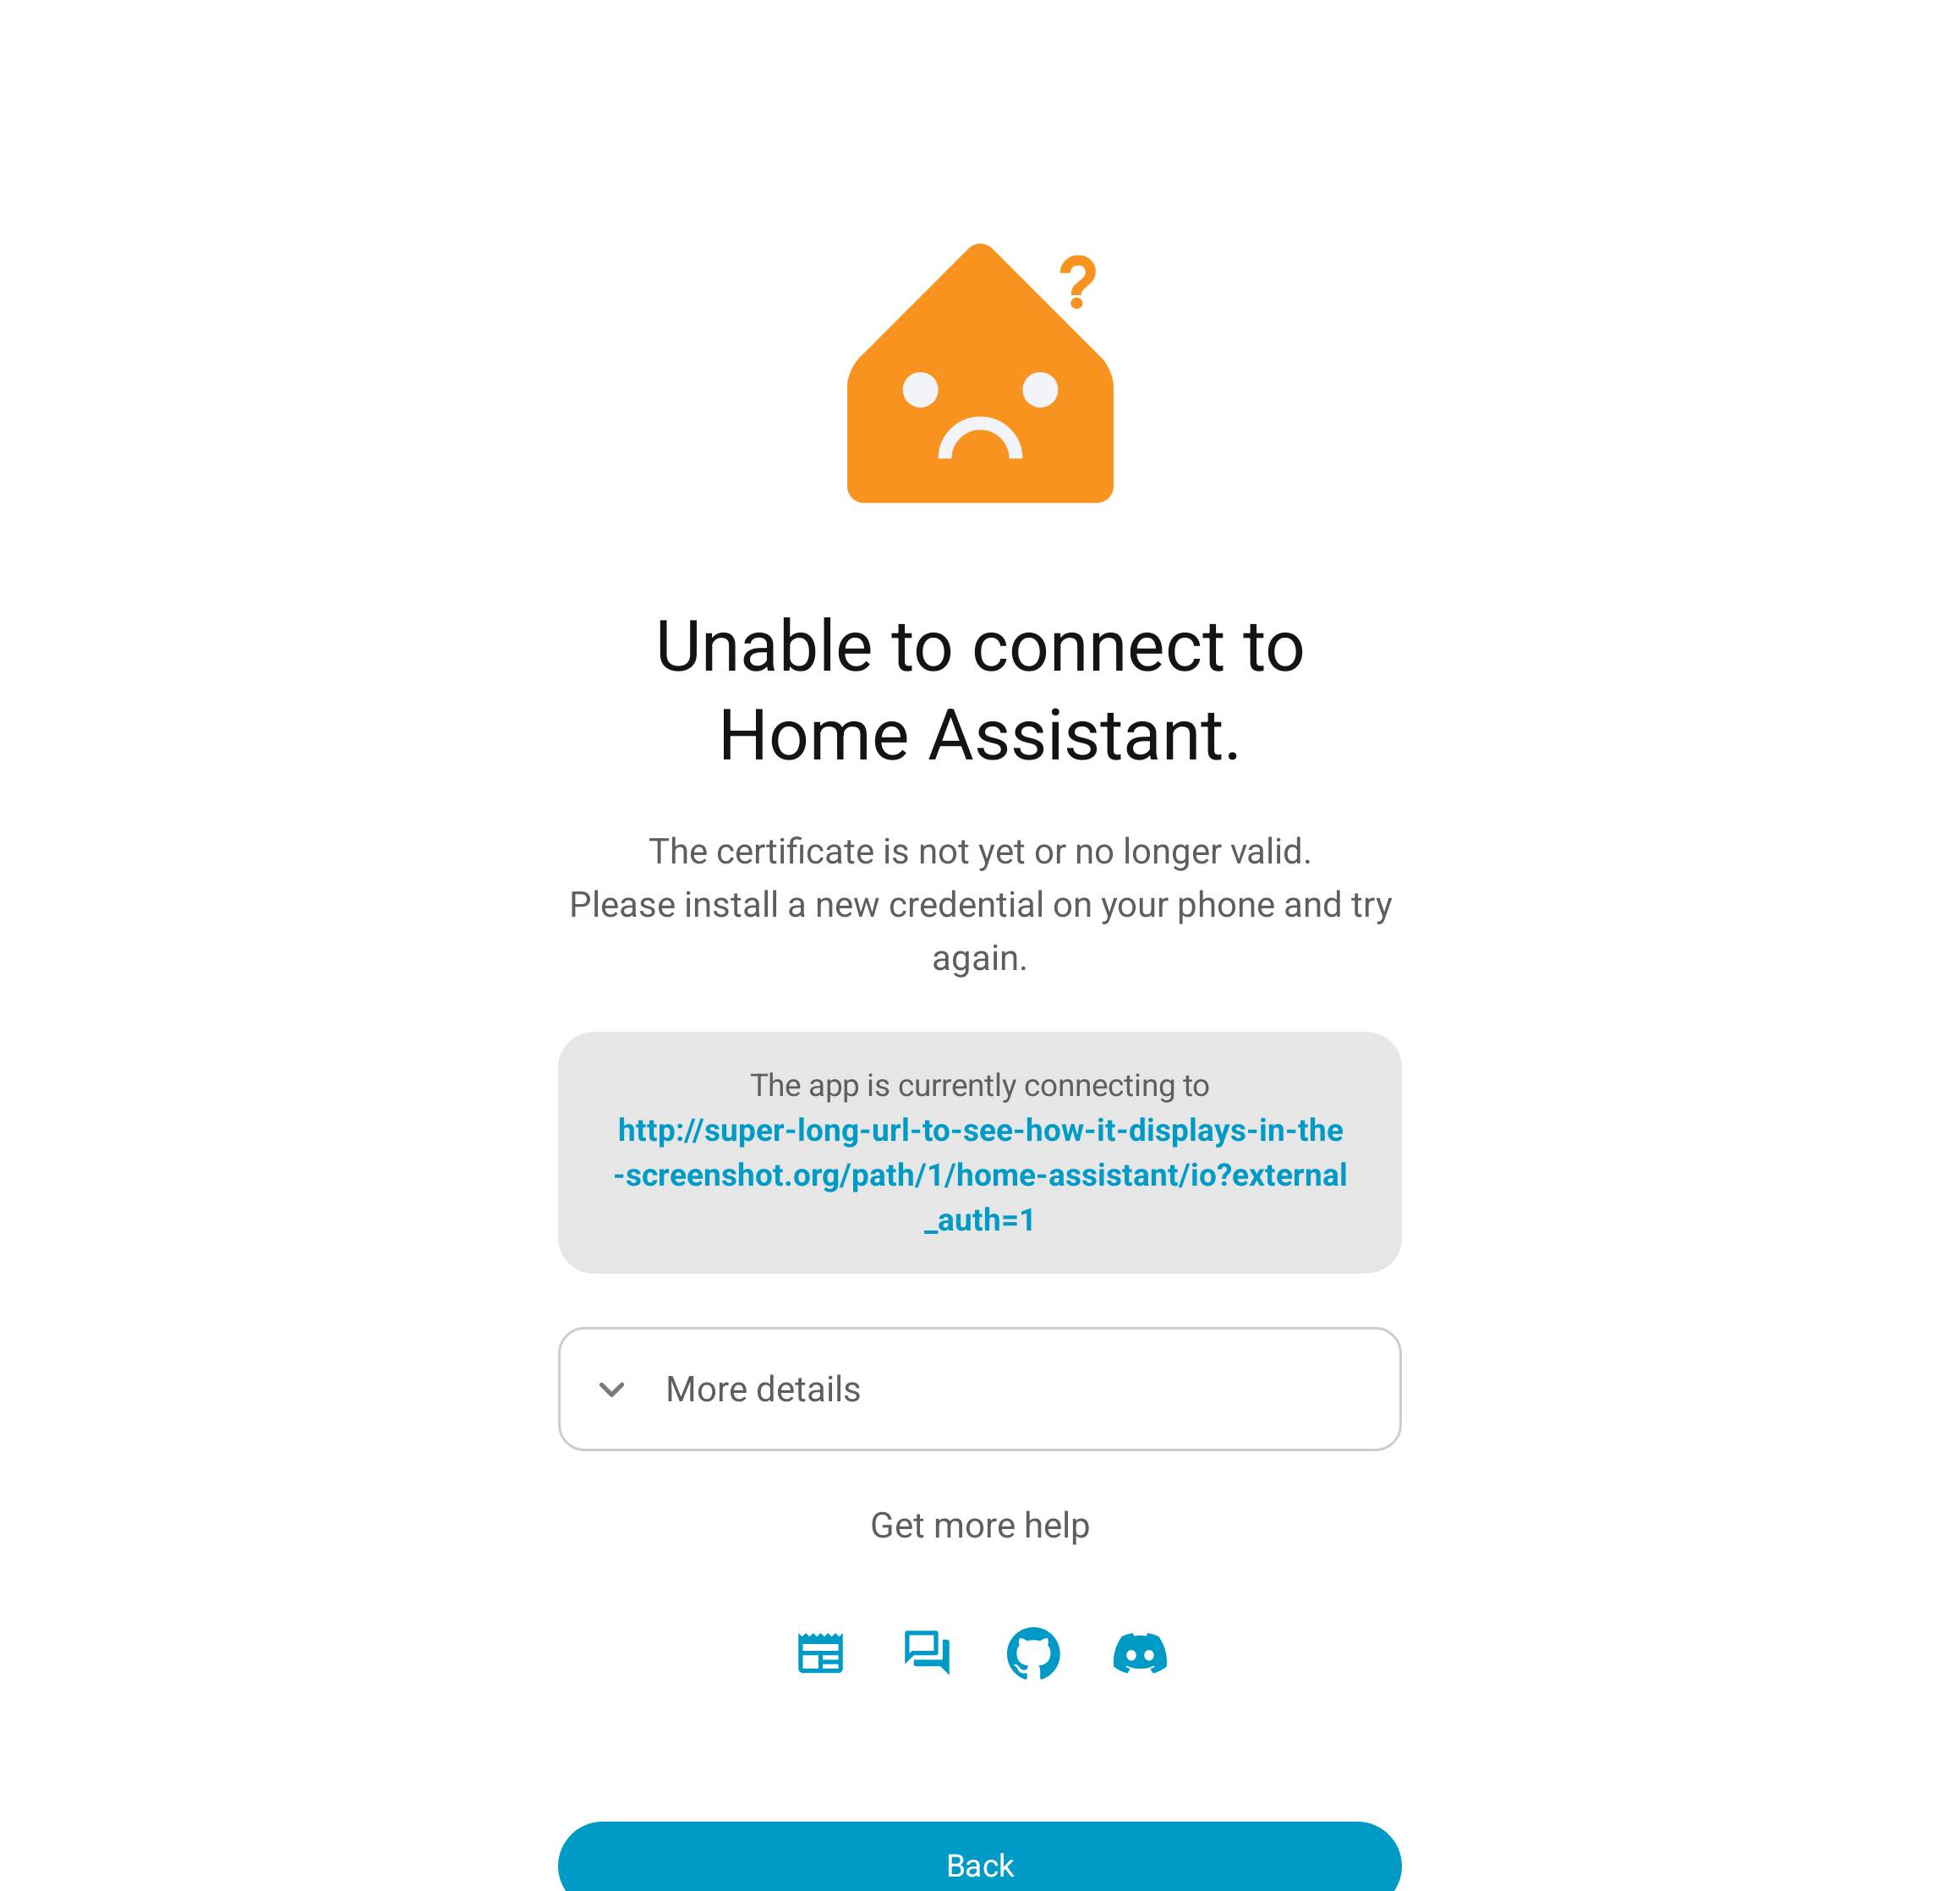 ?
Unable to connect to
Home Assistant.
The certificate is not yet or no longer valid.
Please install a new credential on your phone and try
again.
The app is currently connecting to
http://super-long-url-to-see-how-it-displays-in-the
-screenshot.org/path/1/home-assistant/io?external
_auth=1
More details
Get more help
Back